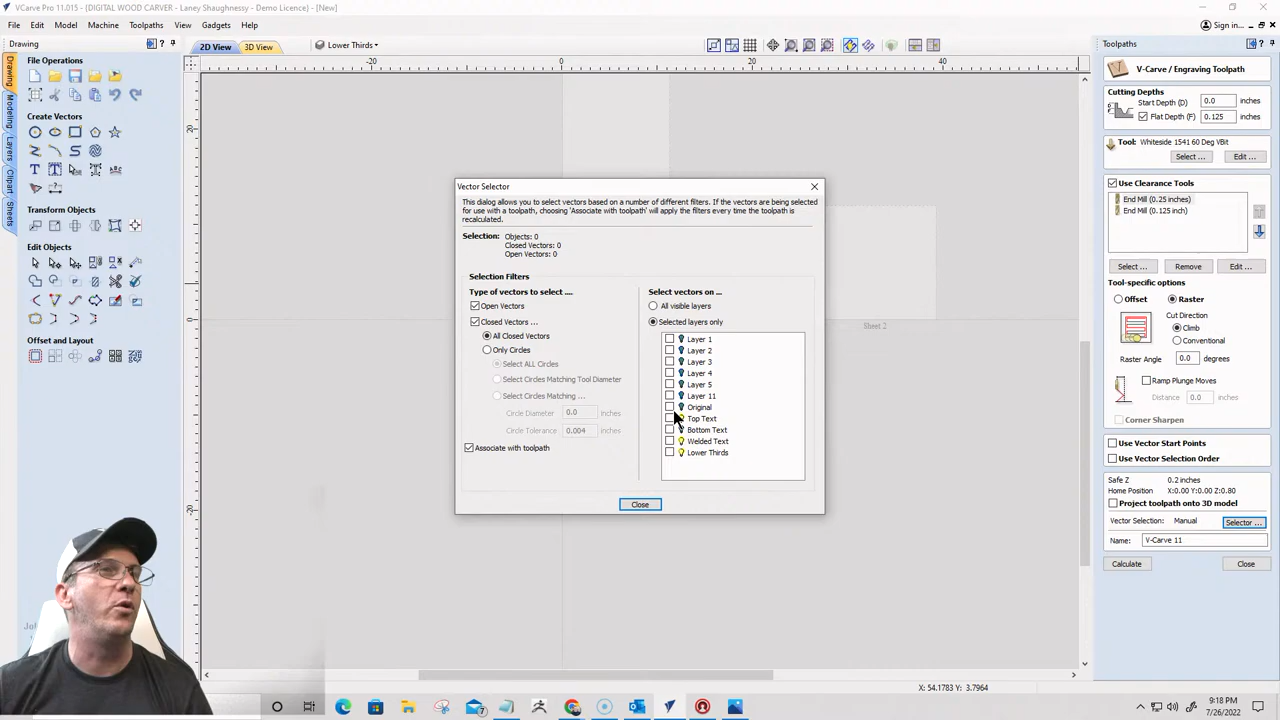 VCarve Pro 11.015 - {DIGITAL WOOD CARVER - Laney Shaughnessy - Demo Licence} - [New]
File Edit Model Machine Toolpaths View Gadgets Help
Sign in...
Drawing
2D View 3D View Lower Thirds
Toolpaths
File Operations
Create Vectors
Transform Objects
Edit Objects
Offset and Layout
Drawing
Modeling
Layers
Clipart
Sheets
-20 0 20 40
20
0
-20
Sheet 2
Vector Selector
This dialog allows you to select vectors based on a number of different filters. If the vectors are being selected
for use with a toolpath, choosing 'Associate with toolpath' will apply the filters every time the toolpath is
recalculated.
Selection: Objects: 0
Closed Vectors: 0
Open Vectors: 0
Selection Filters
Type of vectors to select ....
Open Vectors
Closed Vectors ...
All Closed Vectors
Only Circles
Select ALL Circles
Select Circles Matching Tool Diameter
Select Circles Matching ...
Circle Diameter 0.0 inches
Circle Tolerance 0.004 inches
Associate with toolpath
Select vectors on ...
All visible layers
Selected layers only
Layer 1
Layer 2
Layer 3
Layer 4
Layer 5
Layer 11
Original
Top Text
Bottom Text
Welded Text
Lower Thirds
Close
V-Carve / Engraving Toolpath
Cutting Depths
Start Depth (D) 0.0 inches
Flat Depth (F) 0.125 inches
Tool: Whiteside 1541 60 Deg VBit
Select ... Edit ...
Use Clearance Tools
End Mill (0.25 inches)
End Mill (0.125 inch)
Select ... Remove Edit ...
Tool-specific options
Offset Raster
Cut Direction
Climb
Conventional
Raster Angle 0.0 degrees
Ramp Plunge Moves
Distance 0.0 inches
Corner Sharpen
Use Vector Start Points
Use Vector Selection Order
Safe Z 0.2 inches
Home Position X:0.00 Y:0.00 Z:0.80
Project toolpath onto 3D model
Vector Selection: Manual Selector ...
Name: V-Carve 11
Calculate Close
X: 54.1783 Y: 3.7964
7
9:18 PM
7/26/2022